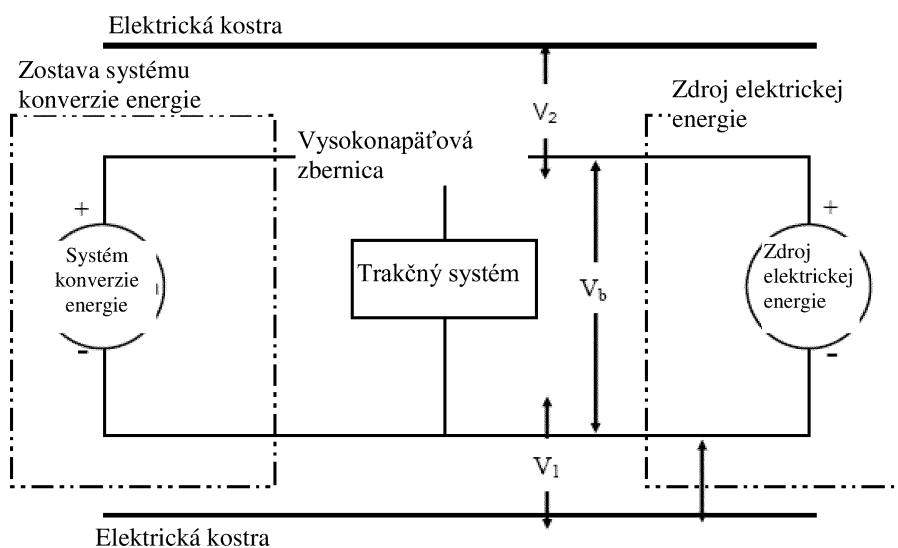 Elektrická kostra
Zostava systému
konverzie energie
Zdroj elektrickej
energie
V2
Vysokonapäťová
zbernica
+
+
Systém
konverzie
energie
Trakčný systém
Vb
Zdroj
elektrickej
energie
-
-
V1
Elektrická kostra